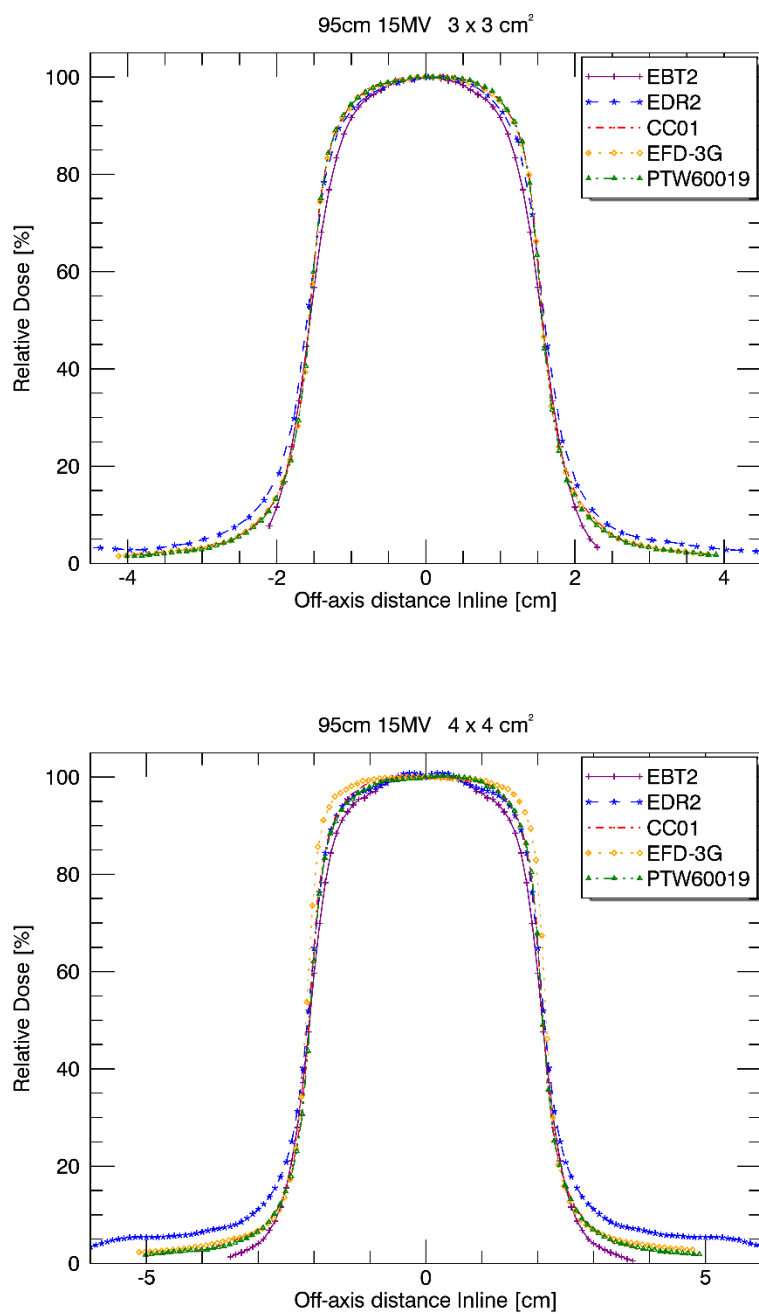 95cm 15MV 3 x 3 cm²
EBT2
EDR2
CC01
EFD-3G
PTW60019
Relative Dose [%]
100
80
60
40
20
0
-4 -2 0 2 4
Off-axis distance Inline [cm]
95cm 15MV 4 x 4 cm²
EBT2
EDR2
CC01
EFD-3G
PTW60019
Relative Dose [%]
100
80
60
40
20
0
-5 0 5
Off-axis distance Inline [cm]